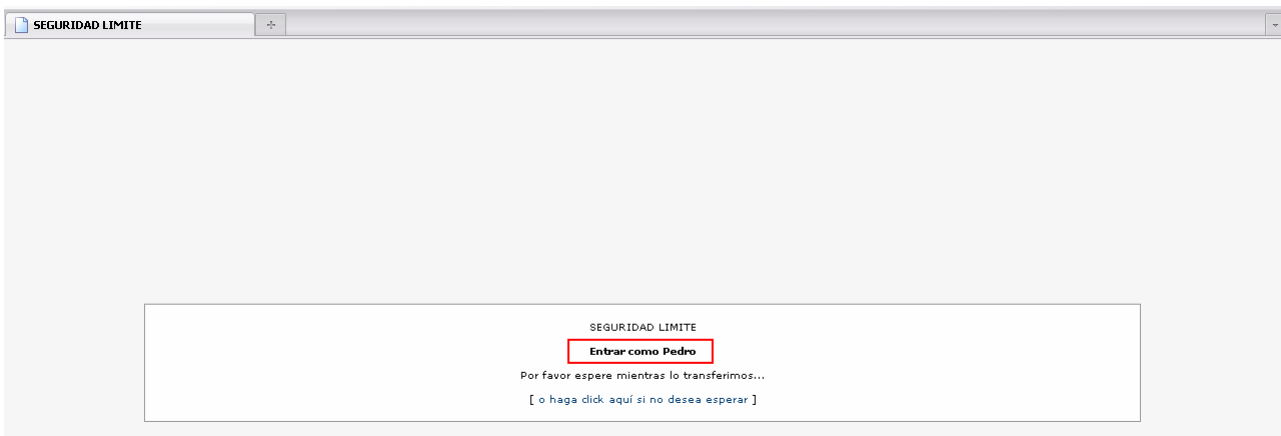 SEGURIDAD LIMITE
SEGURIDAD LIMITE
Entrar como Pedro
Por favor espere mientras lo transferimos...
[ o haga click aquí si no desea esperar ]